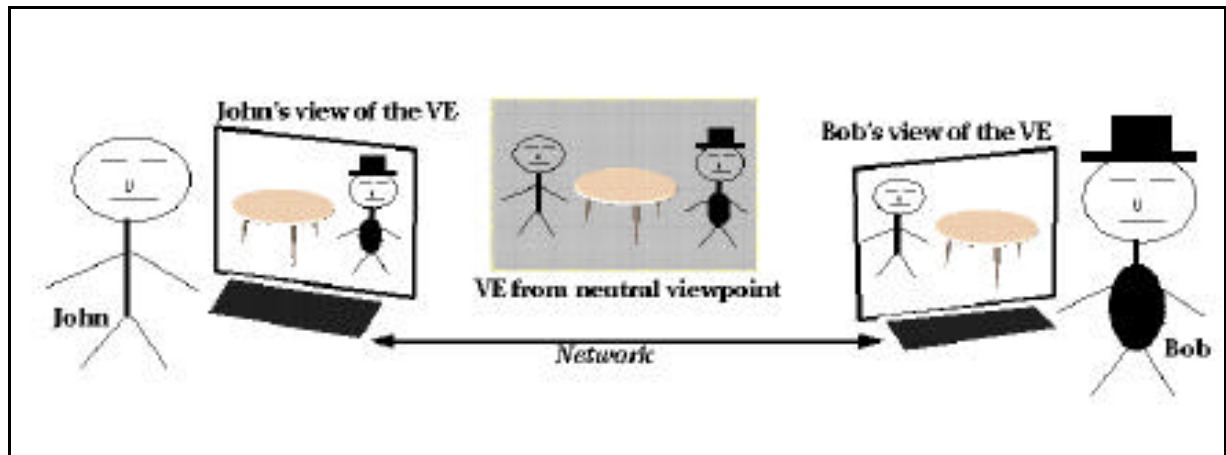 John's view of the VE
Bob's view of the VE
VE from neutral viewpoint
John
Network
Bob